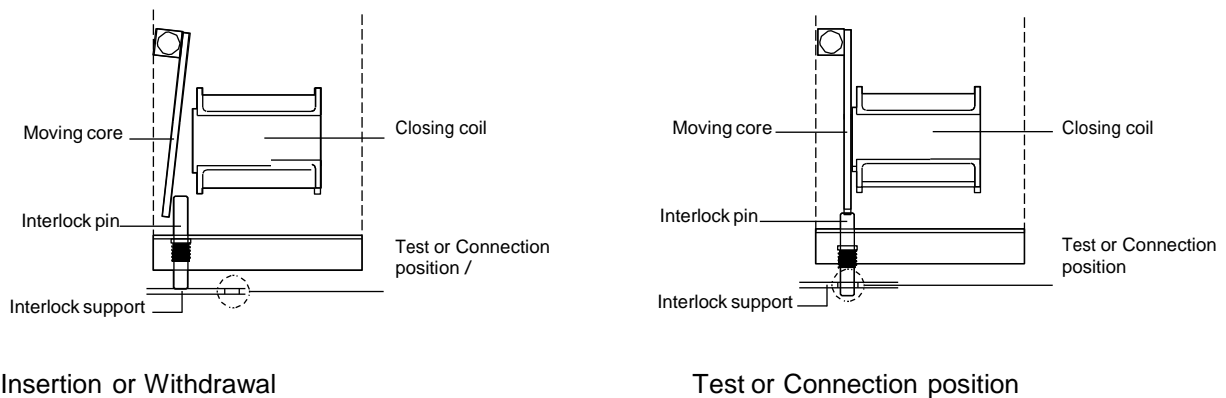 Moving core
Closing coil
Interlock pin
Test or Connection
position /
Interlock support
Insertion or Withdrawal
Moving core
Closing coil
Interlock pin
Test or Connection
position
Interlock support
Test or Connection position